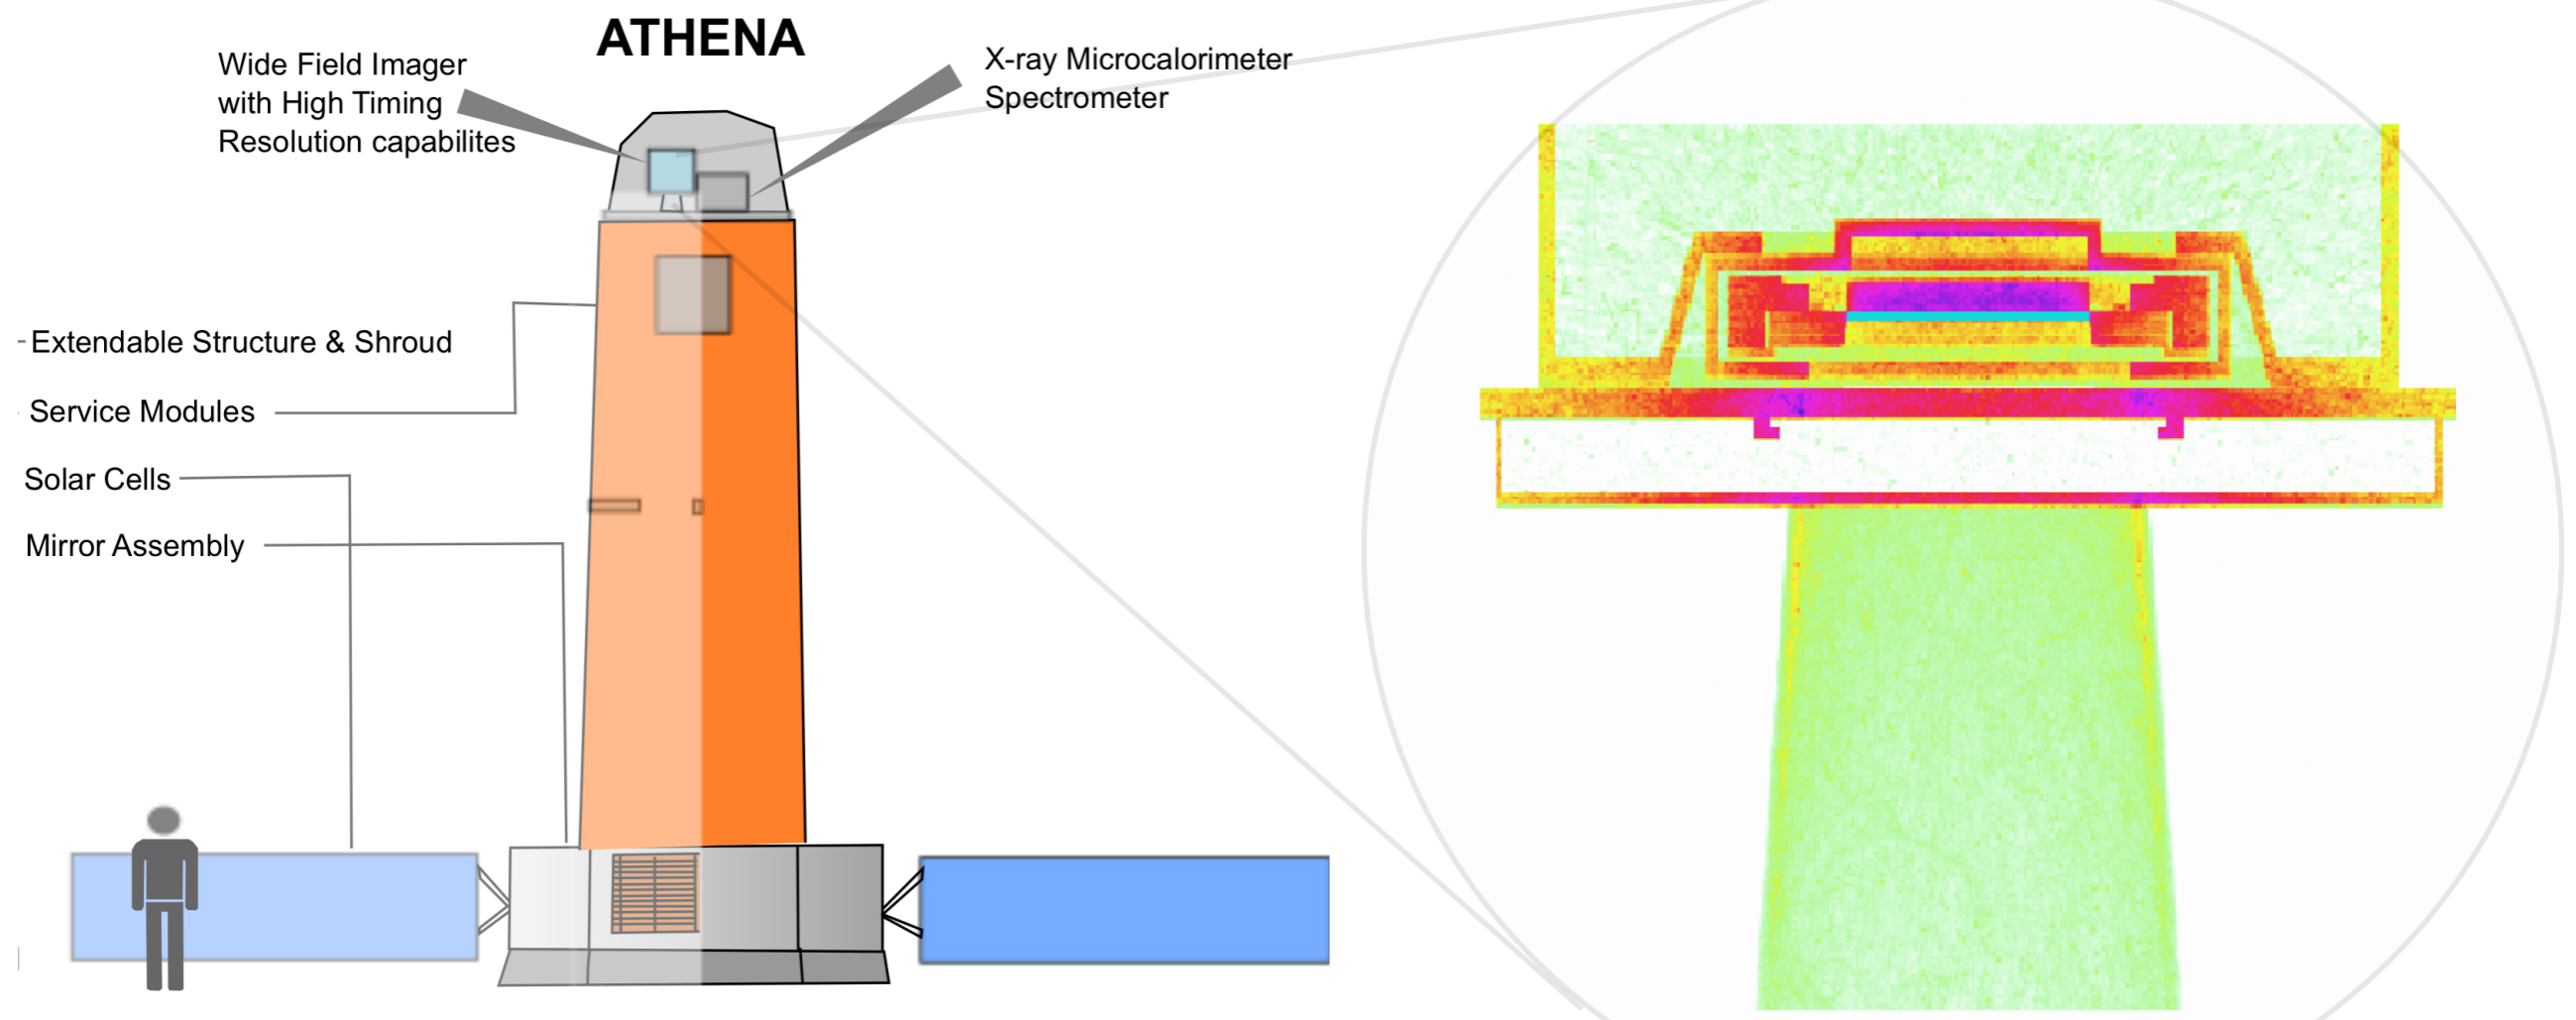 ATHENA
Wide Field Imager
with High Timing
Resolution capabilites
X-ray Microcalorimeter
Spectrometer
Extendable Structure & Shroud
Service Modules
Solar Cells
Mirror Assembly